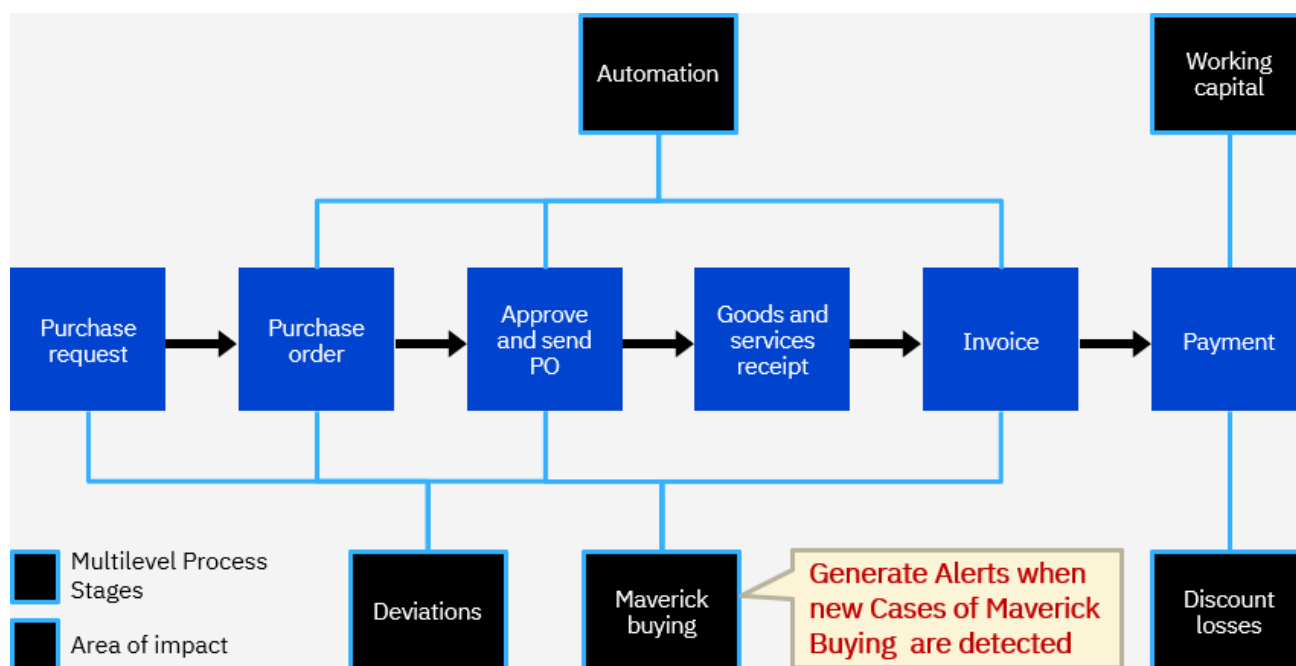 Automation
Working
capital
Purchase
request
Purchase
order
Approve
and send
PO
Goods and
services
receipt
Invoice
Payment
Multilevel Process
Stages
Area of impact
Deviations
Maverick
buying
Generate Alerts when
new Cases of Maverick
Buying are detected
Discount
losses